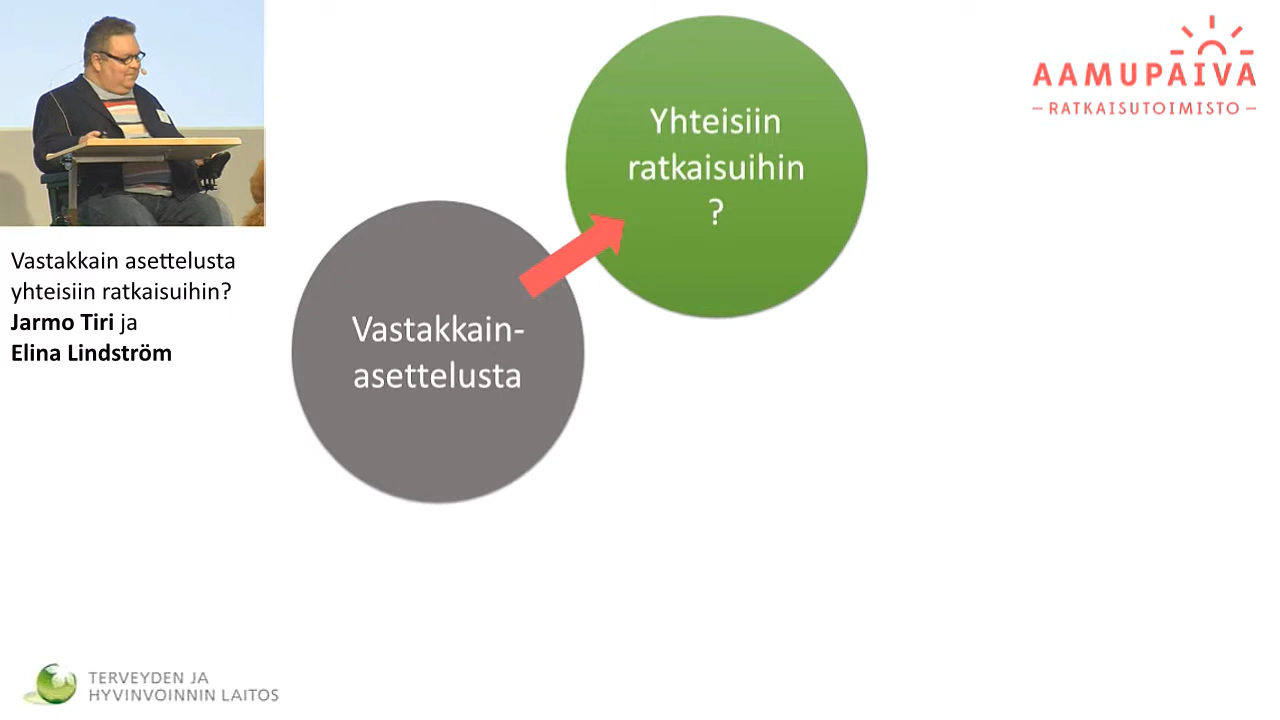 Vastakkain asettelusta
yhteisiin ratkaisuihin?
Jarmo Tiri ja
Elina Lindström
Vastakkain-
asettelusta
Yhteisiin
ratkaisuihin
?
AAMUPAIVA
–RATKAISUTOIMISTO–
TERVEYDEN JA
HYVINVOINNIN LAITOS